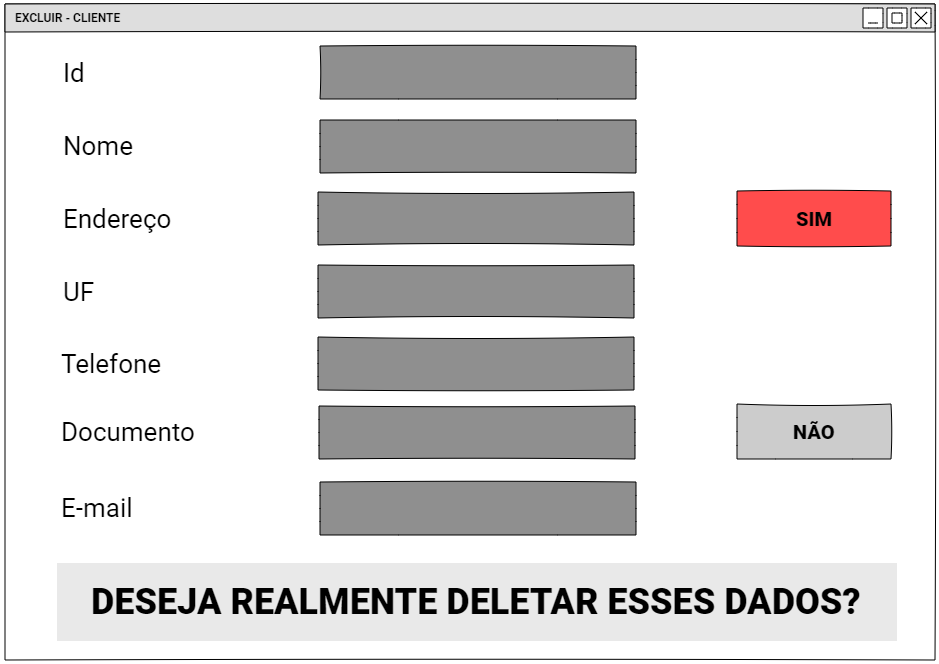 EXCLUIR - CLIENTE
Id
Nome
Endereço
SIM
UF
Telefone
Documento
NÃO
E-mail
DESEJA REALMENTE DELETAR ESSES DADOS?